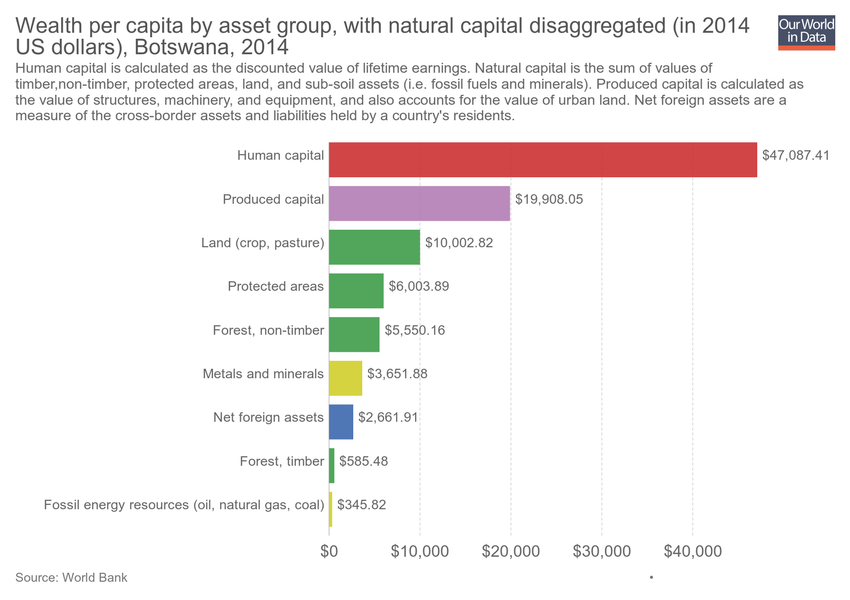 Wealth per capita by asset group, with natural capital disaggregated (in 2014
US dollars), Botswana, 2014
Our World
in Data
Human capital is calculated as the discounted value of lifetime earnings. Natural capital is the sum of values of
timber,non-timber, protected areas, land, and sub-soil assets (i.e. fossil fuels and minerals). Produced capital is calculated as
the value of structures, machinery, and equipment, and also accounts for the value of urban land. Net foreign assets are a
measure of the cross-border assets and liabilities held by a country's residents.
Human capital $47,087.41
Produced capital $19,908.05
Land (crop, pasture) $10,002.82
Protected areas $6,003.89
Forest, non-timber $5,550.16
Metals and minerals $3,651.88
Net foreign assets $2,661.91
Forest, timber $585.48
Fossil energy resources (oil, natural gas, coal) $345.82
$0 $10,000 $20,000 $30,000 $40,000
Source: World Bank